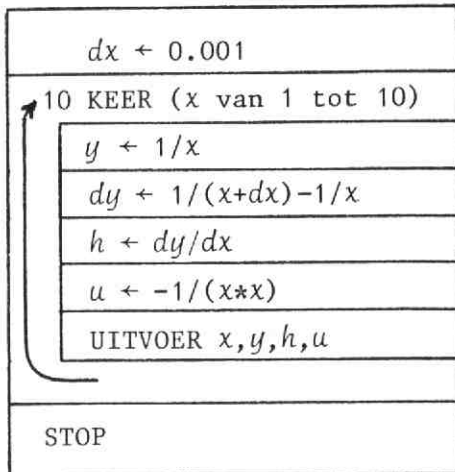 dx ← 0.001
10 KEER (x van 1 tot 10)
y ← 1/x
dy ← 1/(x+dx)-1/x
h ← dy/dx
u ← -1/(x*x)
UITVOER x,y,h,u
STOP